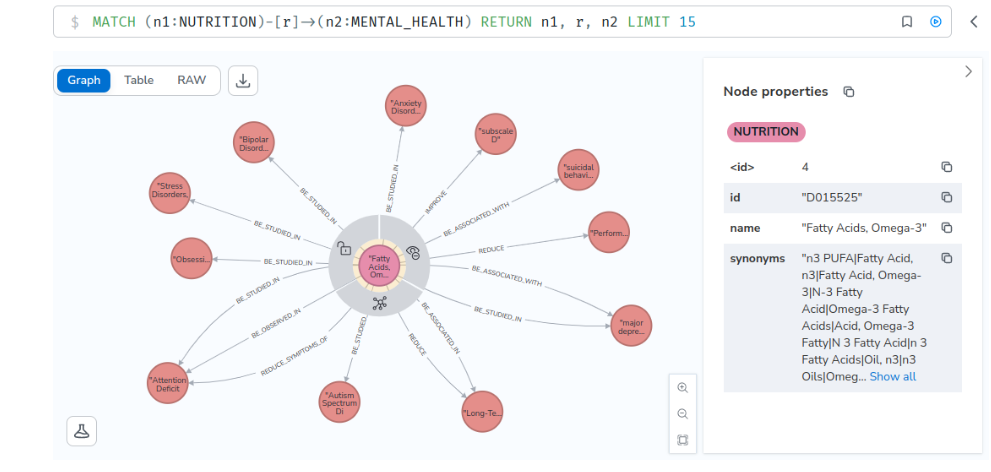 $ MATCH (n1:NUTRITION)-[r]->(n2:MENTAL_HEALTH) RETURN n1, r, n2 LIMIT 15
Graph
Table
RAW
"Anxiety
Disord...
"subscale
D"
"Bipolar
Disord...
"suicidal
behavi...
"Stress
Disorders,
"Perform...
"Obsessi...
"Fatty
Acids,
Om...
"major
depre...
"Attention
Deficit
"Autism
Spectrum
Di
"Long-Te...
BE_STUDIED_IN
IMPROVE
BE_STUDIED_IN
BE_ASSOCIATED_WITH
BE_STUDIED_IN
REDUCE
BE_STUDIED_IN
BE_ASSOCIATED_WITH
BE_STUDIED_IN
BE_STUDIED_IN
BE_OBSERVED_IN
REDUCE_SYMPTOMS_OF
BE_STUDIED
REDUCE
BE_ASSOCIATED_IN
Node properties
NUTRITION
<id> 4
id "D015525"
name "Fatty Acids, Omega-3"
synonyms "n3 PUFA|Fatty Acid,
n3|Fatty Acid, Omega-
3|N-3 Fatty
Acid|Omega-3 Fatty
Acids|Acid, Omega-3
Fatty|N 3 Fatty Acid|n 3
Fatty Acids|Oil, n3|n3
Oils|Omeg... Show all